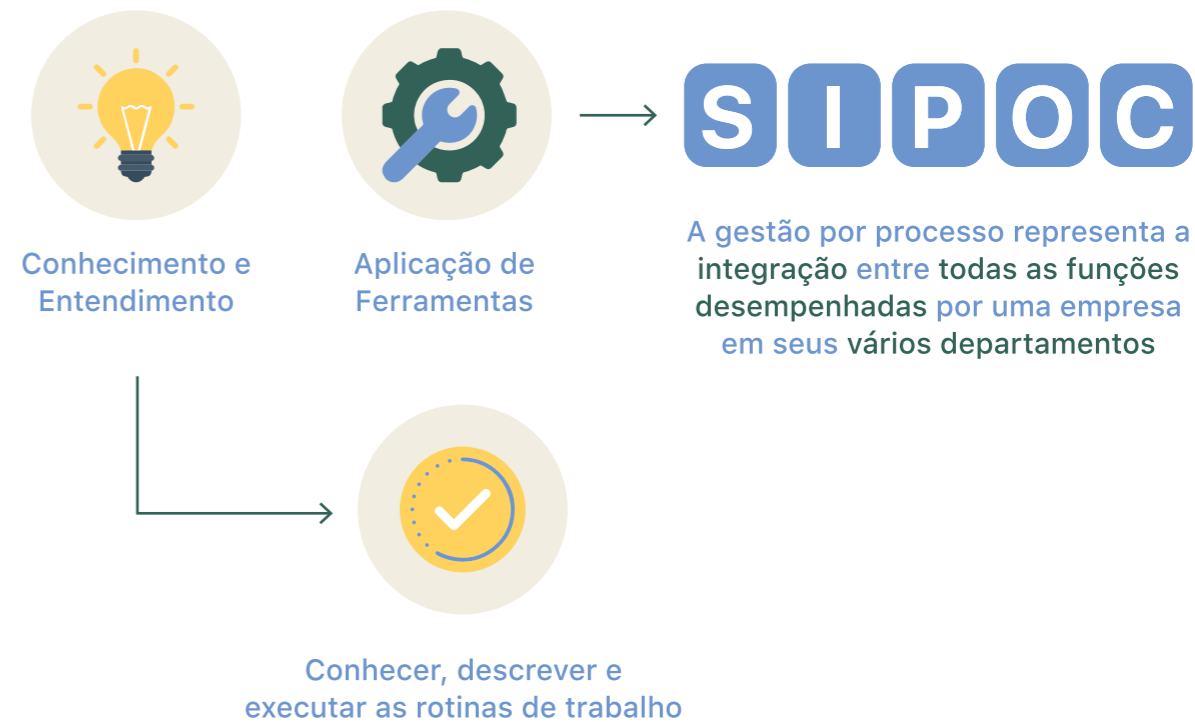 SIPOC
Conhecimento e
Entendimento
Aplicação de
Ferramentas
A gestão por processo representa a
integração entre todas as funções
desempenhadas por uma empresa
em seus vários departamentos
Conhecer, descrever e
executar as rotinas de trabalho